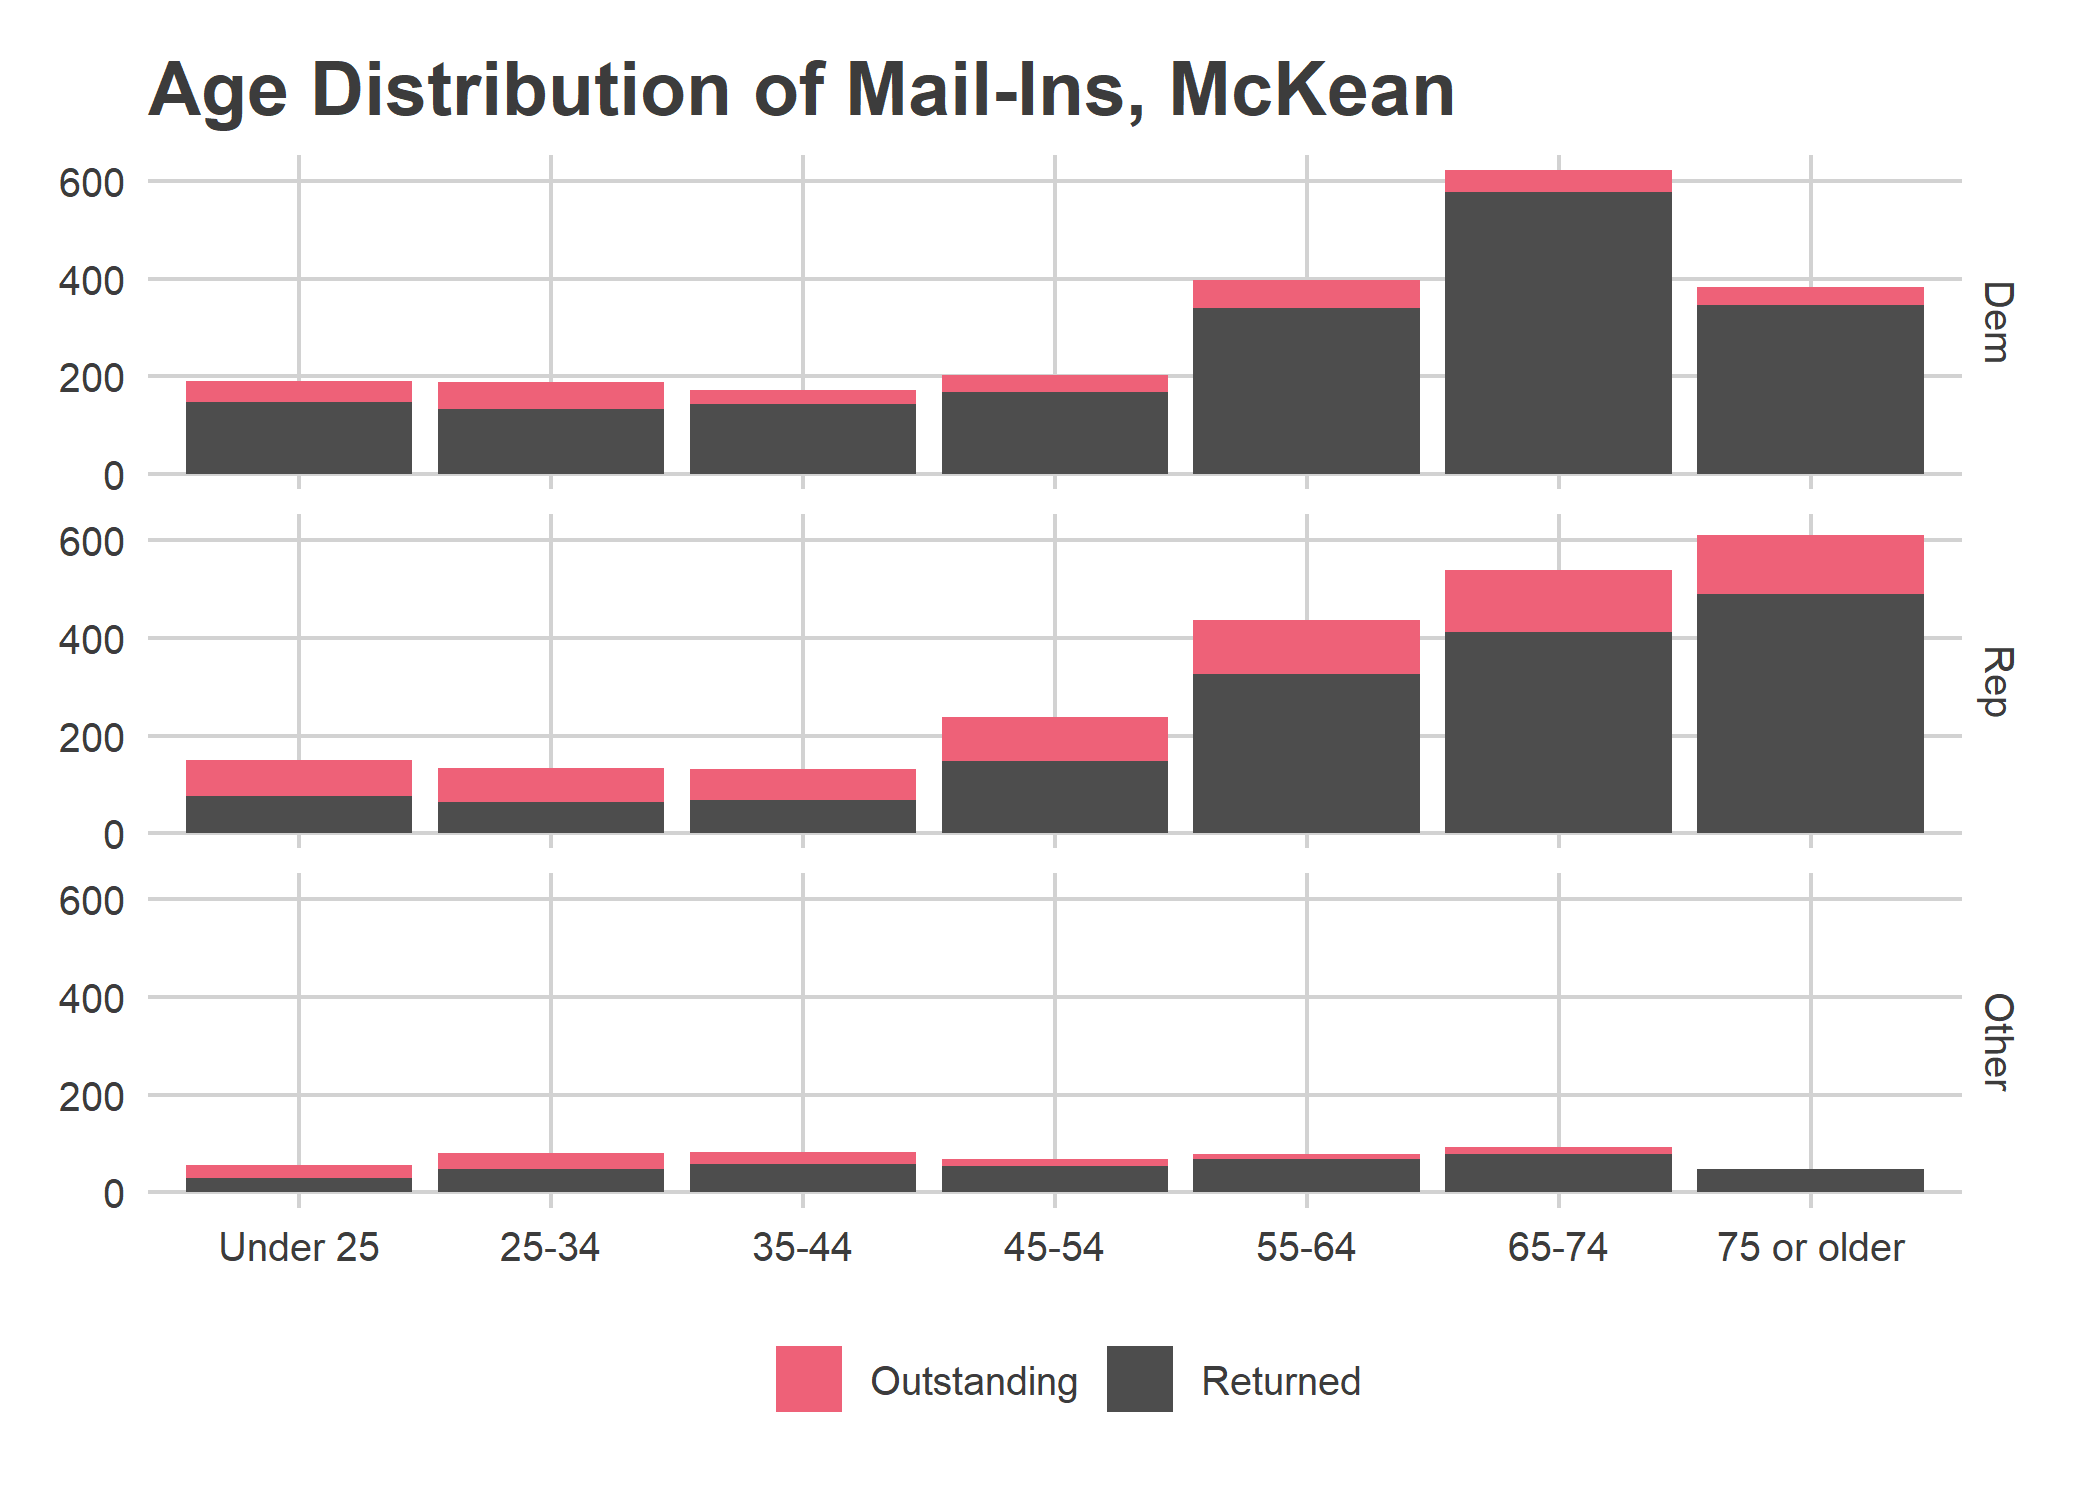 Age Distribution of Mail-Ins, McKean
600
400
200
0
Dem
600
400
200
0
Rep
600
400
200
0
Other
Under 25 25-34 35-44 45-54 55-64 65-74 75 or older
Outstanding Returned